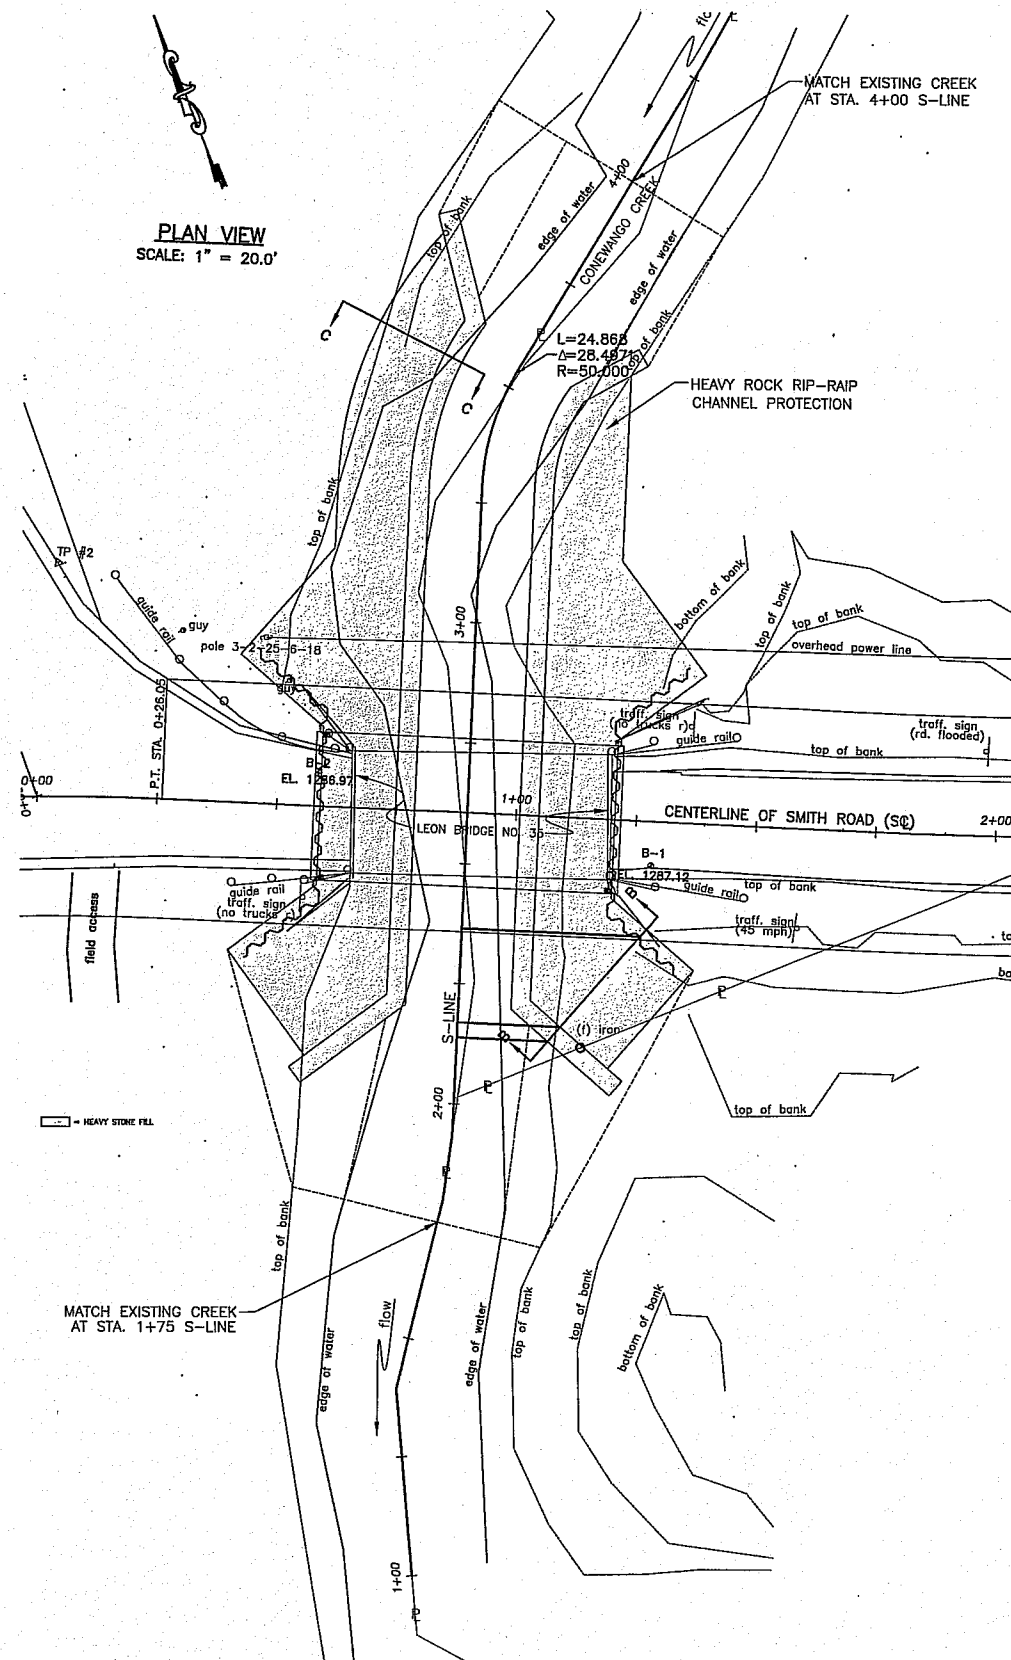 flc
MATCH EXISTING CREEK
AT STA. 4+00 S-LINE
4+00
top of bank
edge of water
CONEWANGO CREEK
PLAN VIEW
SCALE: 1" = 20.0'
edge of water
top of bank
C
L=24.868
R=50.000
C
HEAVY ROCK RIP-RAIP
CHANNEL PROTECTION
top of bank
TP #2
guide rail
guy
pole 3-2-25-6-18
3+00
bottom of bank
top of bank
top of bank
overhead power line
guy
P.T. STA. 0+26.05
traff. sign
(no trucks r)d
guide rail
traff. sign
(rd. flooded)
top of bank
B-2
EL. 1286.97
0+00
0+
1+00
CENTERLINE OF SMITH ROAD (S℄)
2+00
LEON BRIDGE NO. 35
B-1
EL. 1287.12
guide rail
top of bank
guide rail
traff. sign
(no trucks
B
field access
traff. sign
(45 mph)
to
ba
S-LINE
(f) iron
B
2+00
top of bank
= HEAVY STONE FILL
top of bank
MATCH EXISTING CREEK
AT STA. 1+75 S-LINE
flow
edge of water
edge of water
top of bank
top of bank
bottom of bank
1+00